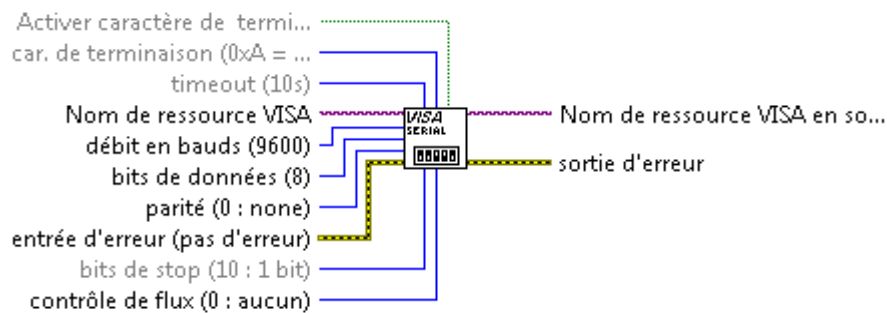 Activer caractère de termi...
car. de terminaison (0xA = ...
timeout (10s)
Nom de ressource VISA
débit en bauds (9600)
bits de données (8)
parité (0 : none)
entrée d'erreur (pas d'erreur)
bits de stop (10 : 1 bit)
contrôle de flux (0 : aucun)
VISA
SERIAL
Nom de ressource VISA en so...
sortie d'erreur